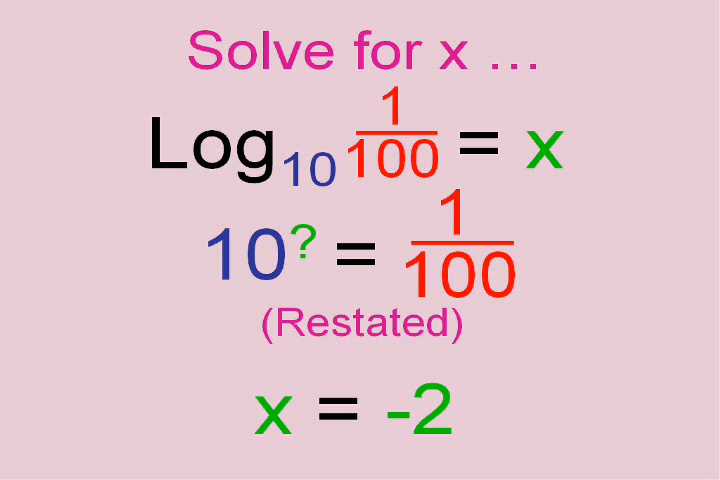 Solve for x ...
Log₁₀ 1/100 = x
10^? = 1/100
(Restated)
x = -2